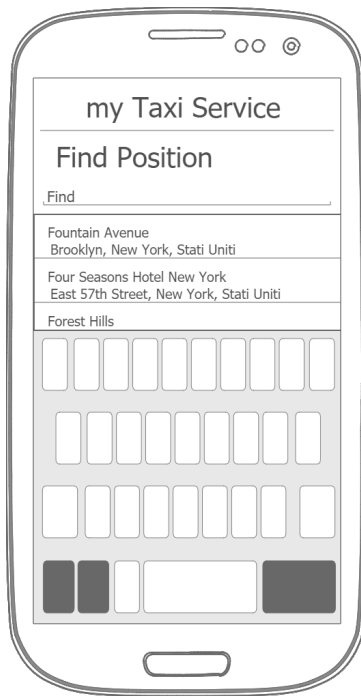 my Taxi Service
Find Position
Find
Fountain Avenue
Brooklyn, New York, Stati Uniti
Four Seasons Hotel New York
East 57th Street, New York, Stati Uniti
Forest Hills